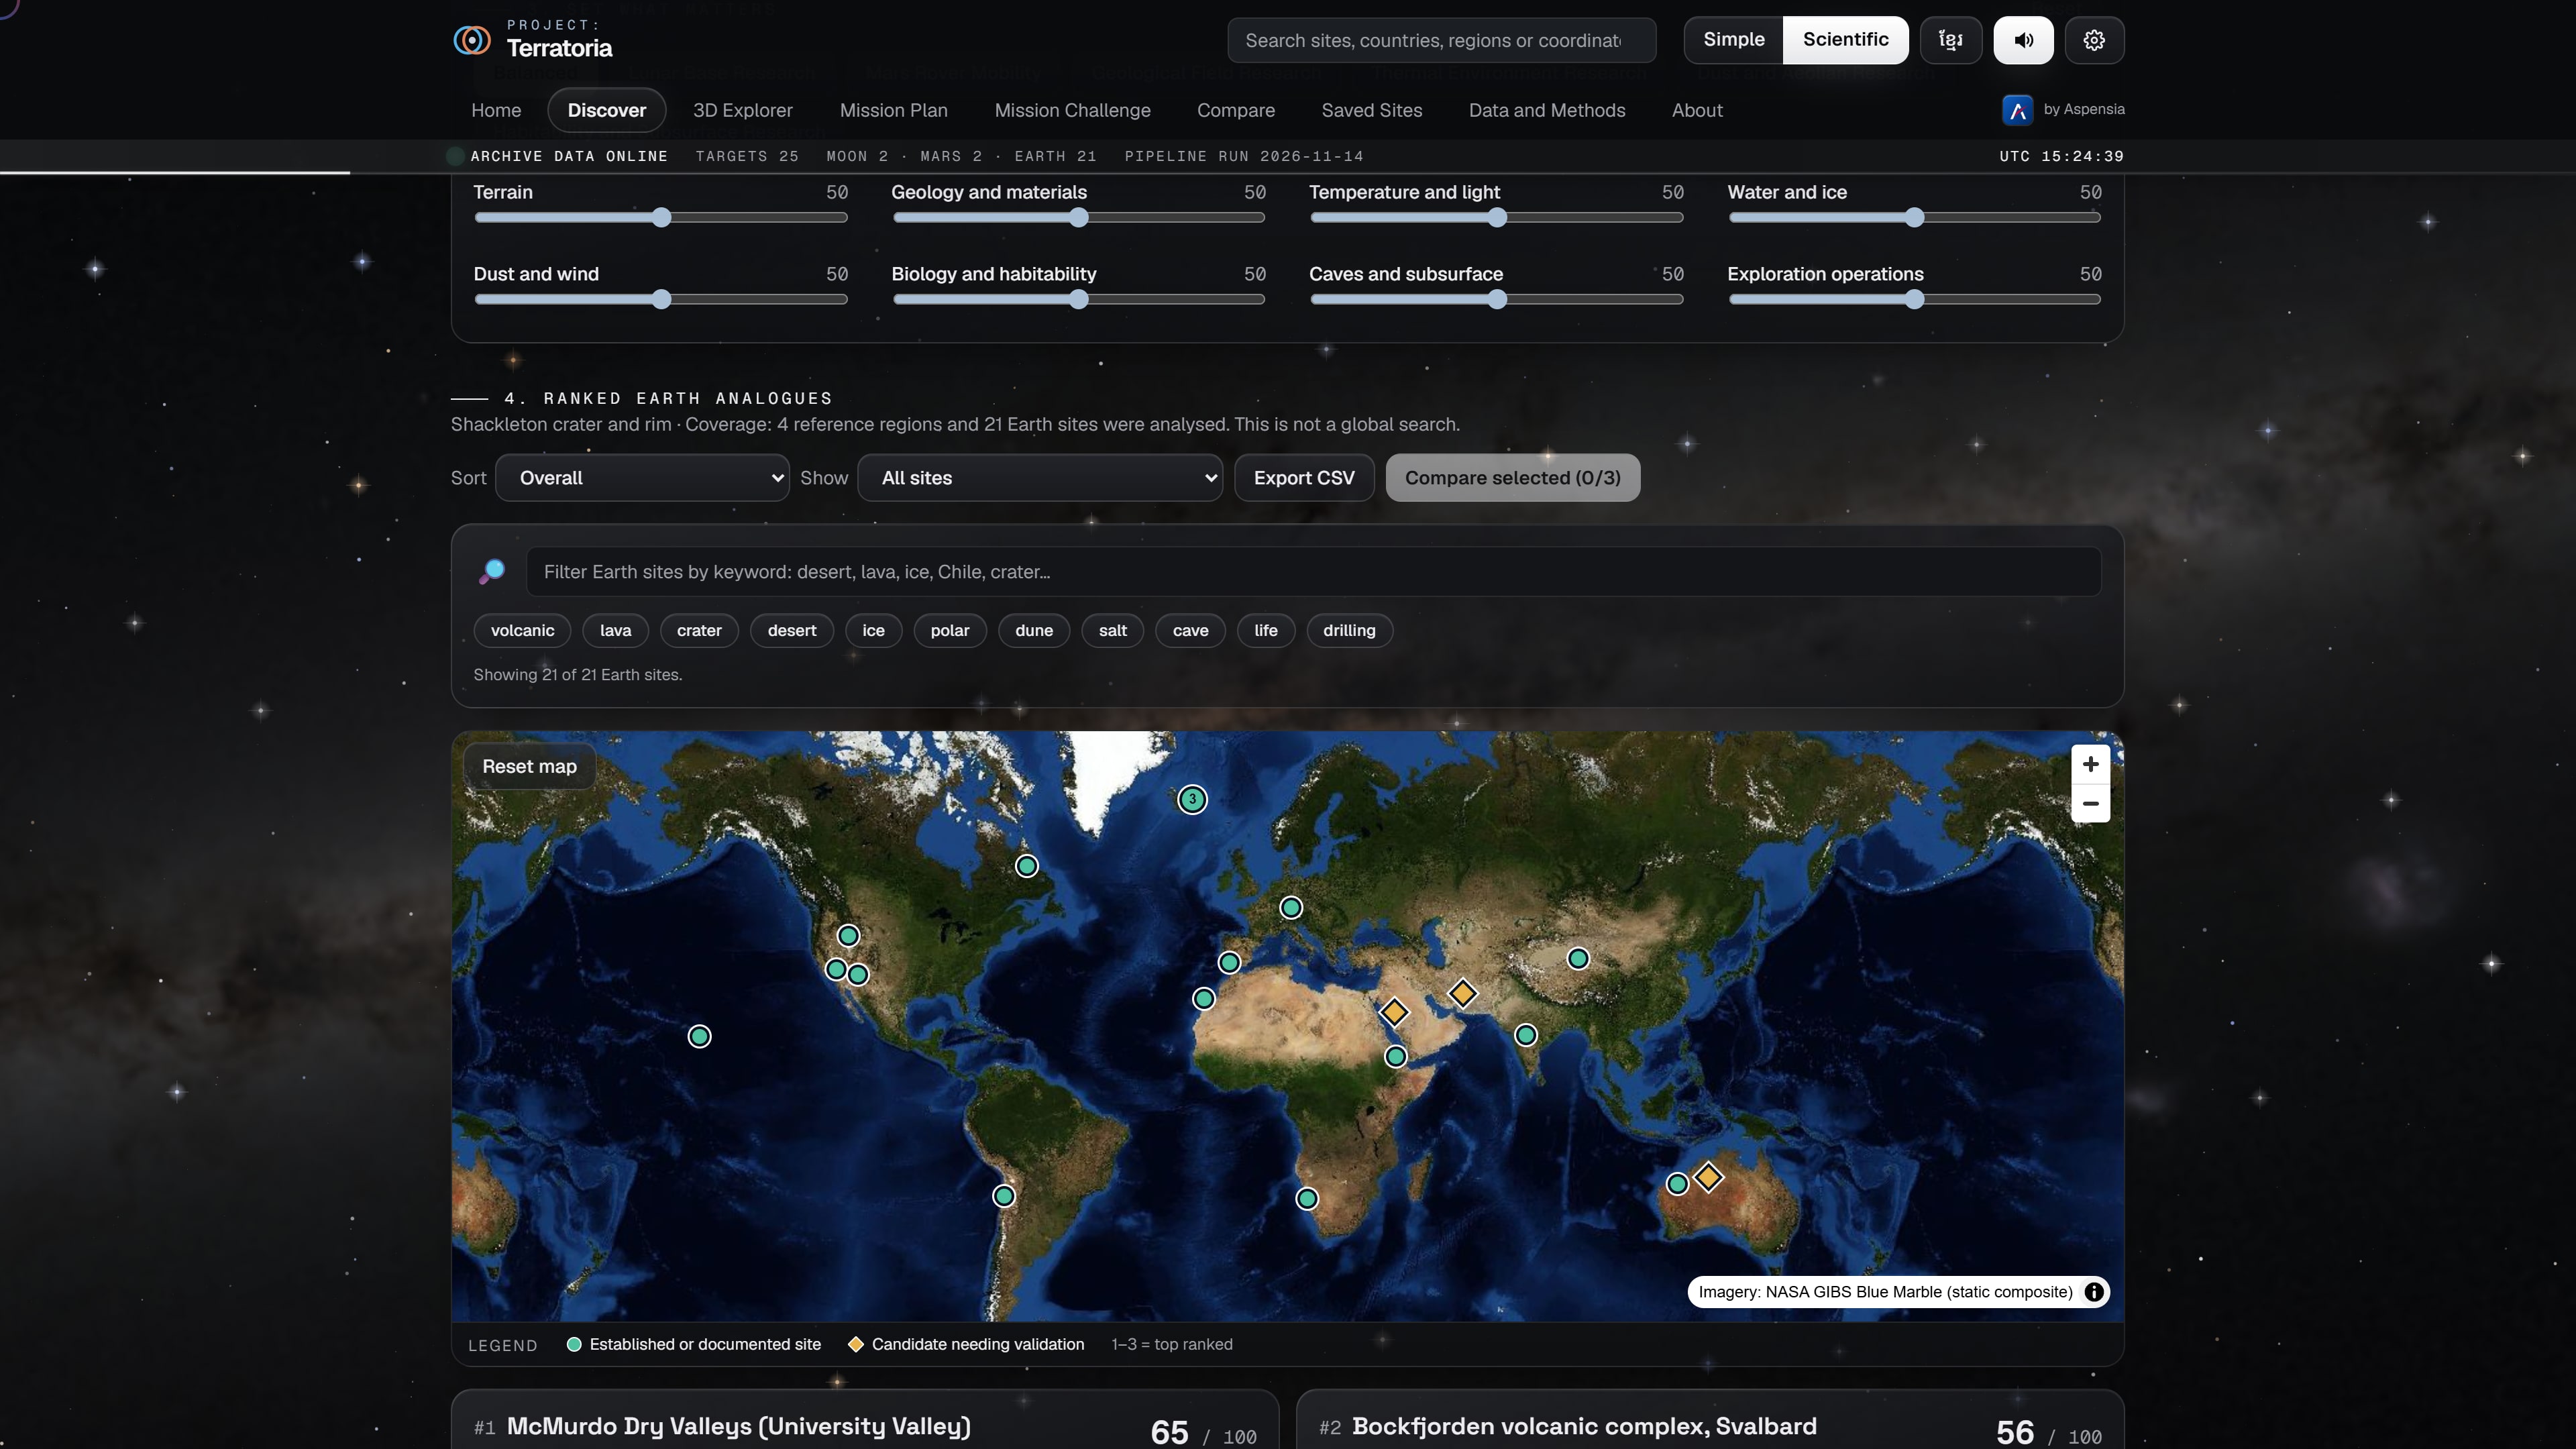 PROJECT:
Terratoria
Search sites, countries, regions or coordinat
Simple
Scientific
ខ្មែរ
Home
Discover
3D Explorer
Mission Plan
Mission Challenge
Compare
Saved Sites
Data and Methods
About
by Aspensia
ARCHIVE DATA ONLINE TARGETS 25 MOON 2 · MARS 2 · EARTH 21 PIPELINE RUN 2026-11-14
UTC 15:24:39
Terrain 50
Geology and materials 50
Temperature and light 50
Water and ice 50
Dust and wind 50
Biology and habitability 50
Caves and subsurface 50
Exploration operations 50
4. RANKED EARTH ANALOGUES
Shackleton crater and rim · Coverage: 4 reference regions and 21 Earth sites were analysed. This is not a global search.
Sort Overall Show All sites Export CSV Compare selected (0/3)
Filter Earth sites by keyword: desert, lava, ice, Chile, crater...
volcanic lava crater desert ice polar dune salt cave life drilling
Showing 21 of 21 Earth sites.
Reset map
+
−
3
Imagery: NASA GIBS Blue Marble (static composite)
LEGEND Established or documented site Candidate needing validation 1–3 = top ranked
#1 McMurdo Dry Valleys (University Valley) 65 / 100
#2 Bockfjorden volcanic complex, Svalbard 56 / 100